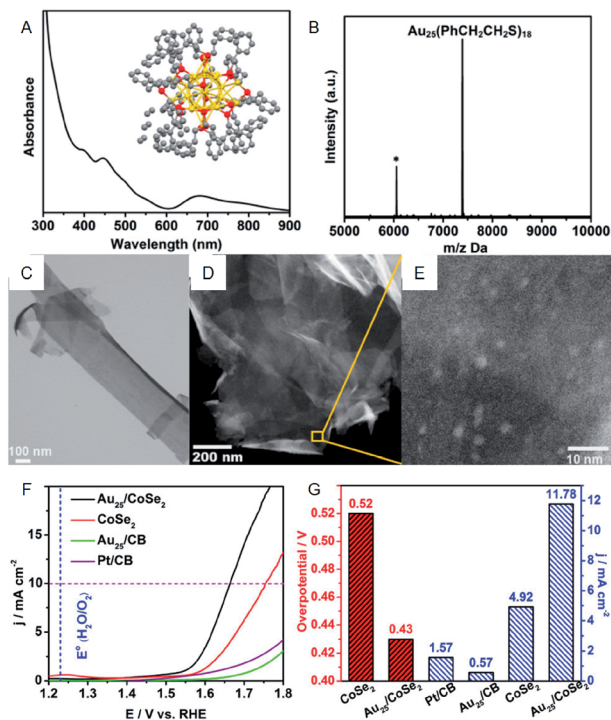 A
Absorbance
300 400 500 600 700 800 900
Wavelength (nm)
B
Au₂₅(PhCH₂CH₂S)₁₈
*
Intensity (a.u.)
5000 6000 7000 8000 9000 10000
m/z Da
C
100 nm
D
200 nm
E
10 nm
F
Au₂₅/CoSe₂
CoSe₂
Au₂₅/CB
Pt/CB
E° (H₂O/O₂)
j / mA cm⁻²
0
5
10
15
1.2 1.3 1.4 1.5 1.6 1.7 1.8
E / V vs. RHE
G
Overpotential / V
0.52
0.50
0.48
0.46
0.44
0.42
0.40
0.52
0.43
1.57
0.57
4.92
11.78
12
10
8
6
4
2
0
j / mA cm⁻²
CoSe₂
Au₂₅/CoSe₂
Pt/CB
Au₂₅/CB
CoSe₂
Au₂₅/CoSe₂